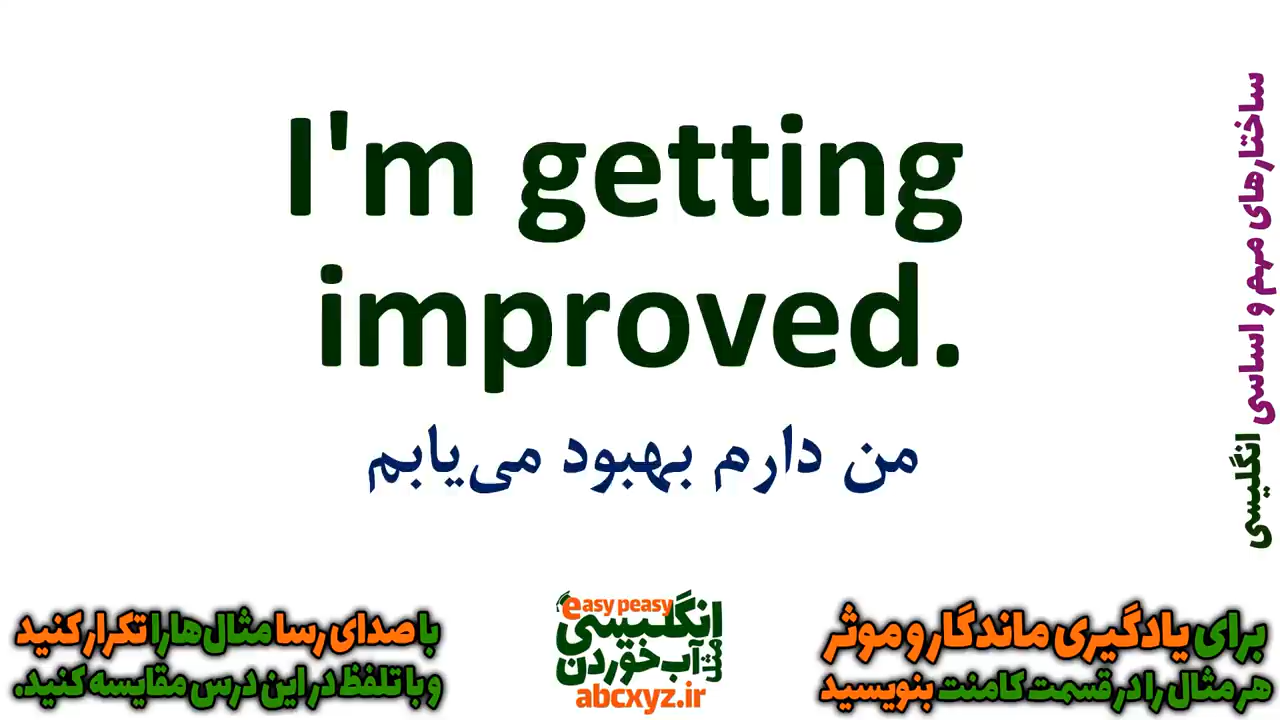 I'm getting
improved.
من دارم بهبود می‌یابم
ساختارهای مهم و اساسی انگلیسی
با صدای رسا مثال‌ها را تکرار کنید
و با تلفظ در این درس مقایسه کنید.
easy peasy
انگلیسی
مثل آب خوردن
abcxyz.ir
برای یادگیری ماندگار و موثر
هر مثال را در قسمت کامنت بنویسید